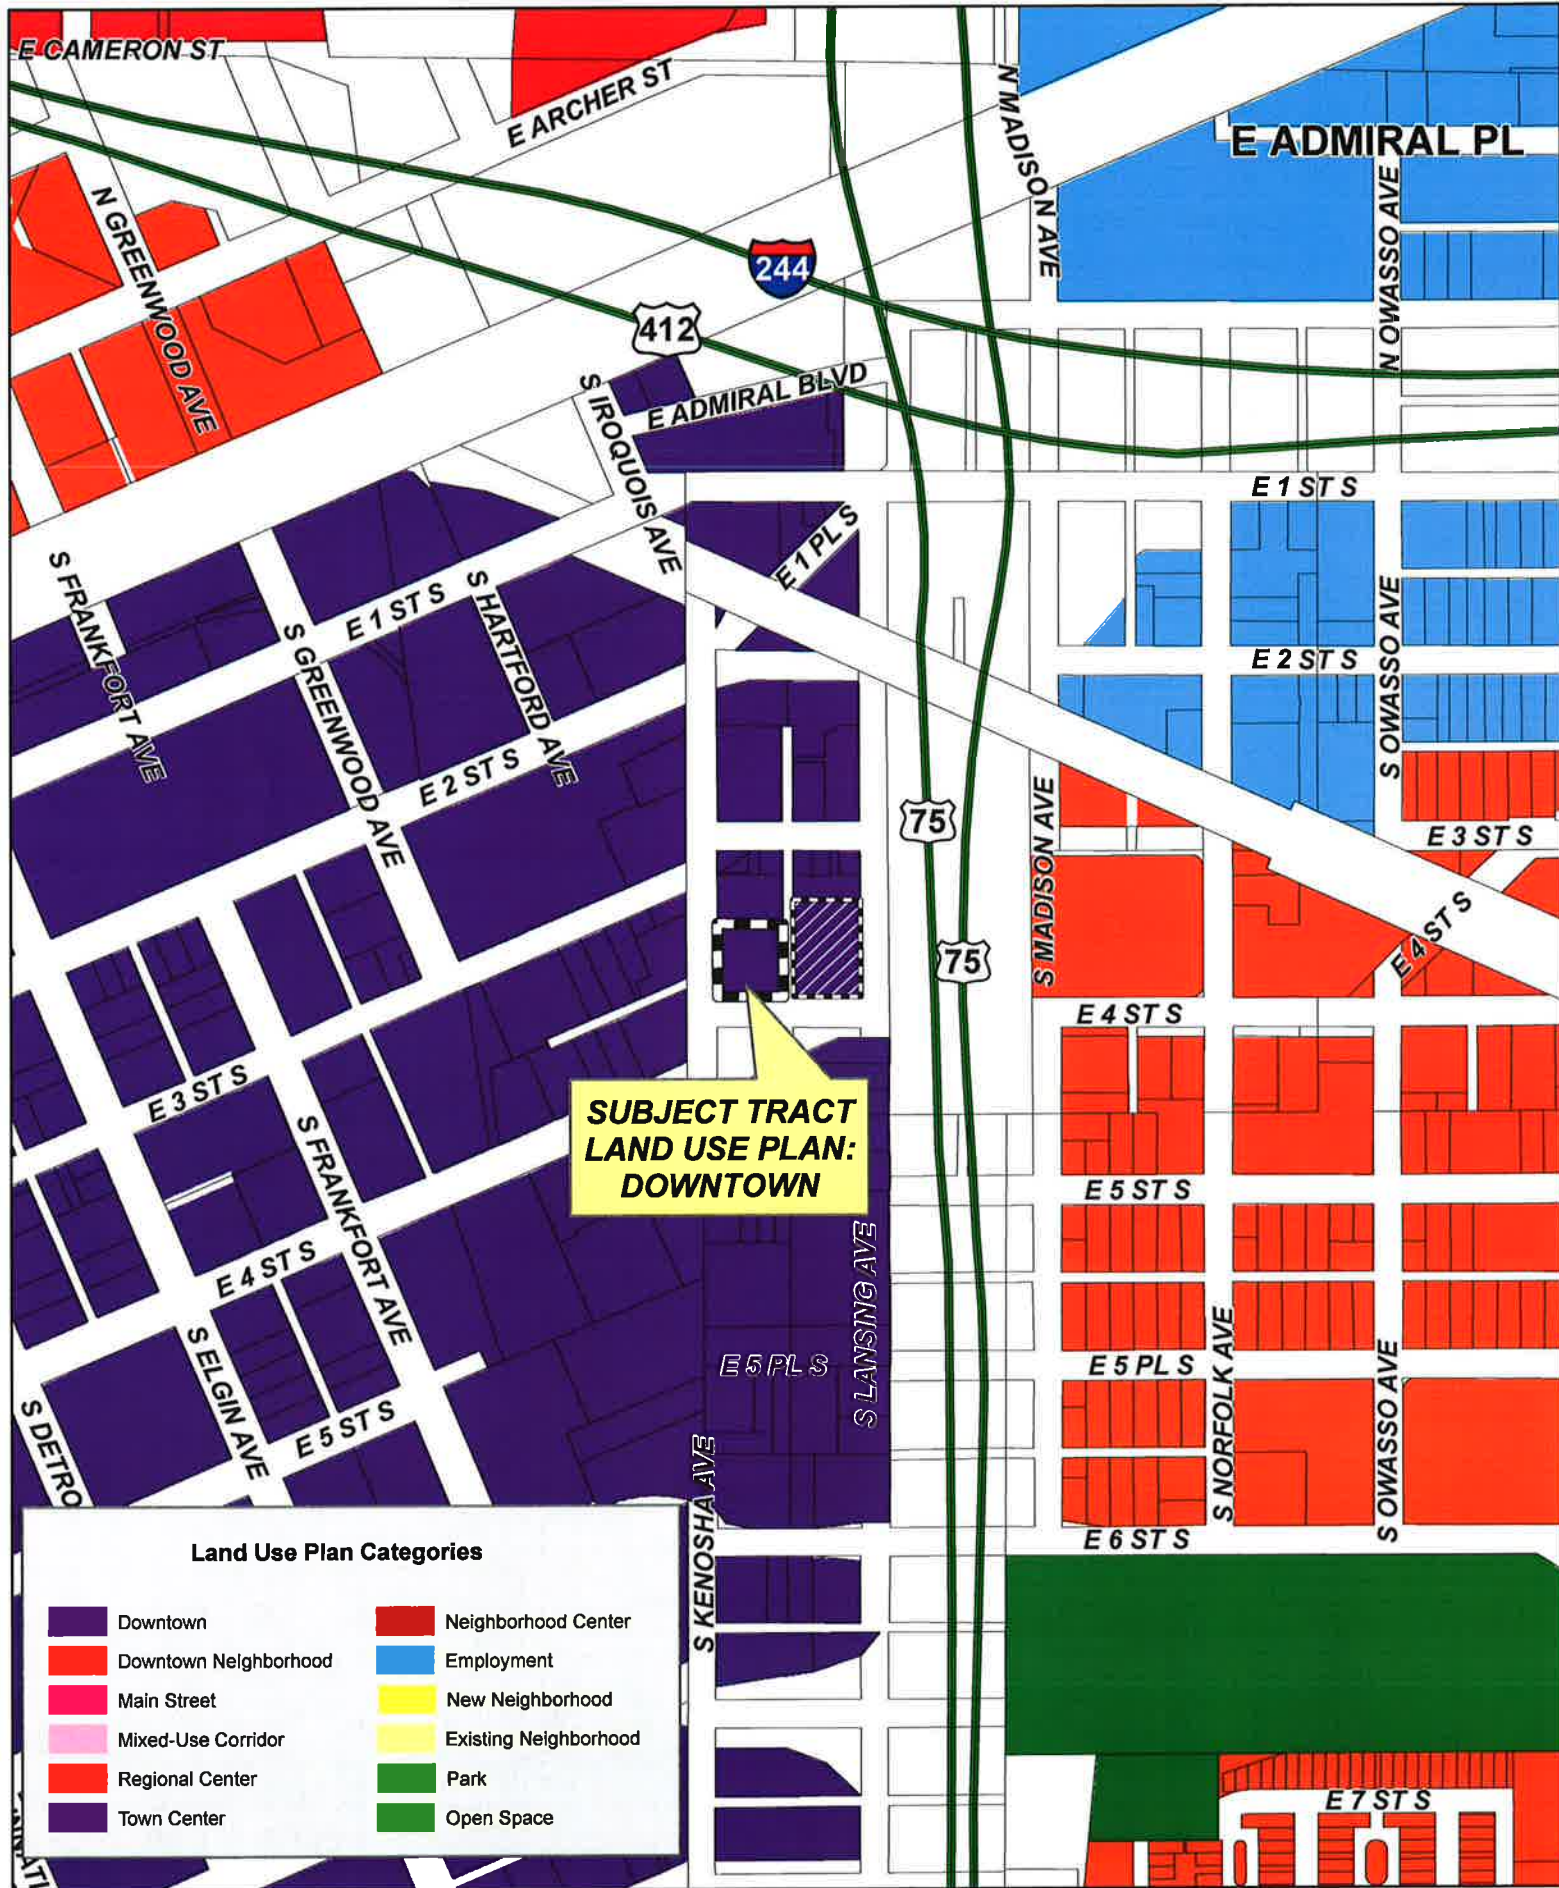 E CAMERON ST
E ARCHER ST
N MADISON AVE
E ADMIRAL PL
N GREENWOOD AVE
N OWASSO AVE
244
412
E ADMIRAL BLVD
S IROQUOIS AVE
E 1 ST S
E 1 PL S
S FRANKFORT AVE
E 1 ST S
S HARTFORD AVE
S GREENWOOD AVE
E 2 ST S
S OWASSO AVE
E 2 ST S
75
S MADISON AVE
E 3 ST S
75
E 4 ST S
E 4 ST S
E 3 ST S
SUBJECT TRACT
LAND USE PLAN:
DOWNTOWN
S FRANKFORT AVE
E 5 ST S
E 4 ST S
S LANSING AVE
S ELGIN AVE
E 5 PL S
E 5 PL S
S NORFOLK AVE
S OWASSO AVE
S DETRO
E 5 ST S
S KENOSHA AVE
E 6 ST S
Land Use Plan Categories
Downtown
Downtown Neighborhood
Main Street
Mixed-Use Corridor
Regional Center
Town Center
Neighborhood Center
Employment
New Neighborhood
Existing Neighborhood
Park
Open Space
E 7 ST S